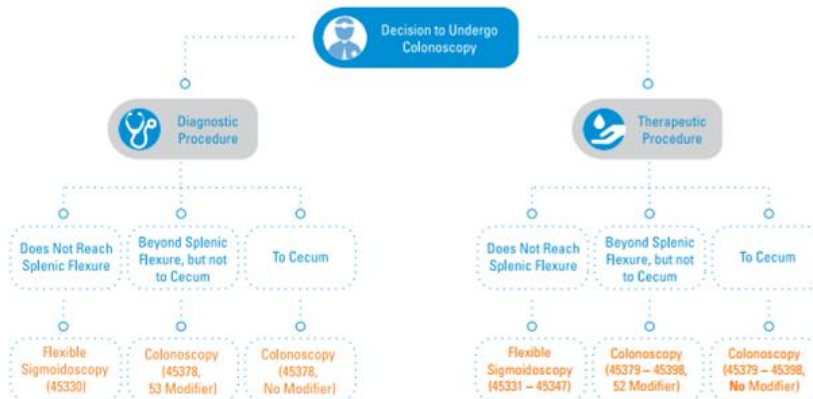 Decision to Undergo
Colonoscopy
Diagnostic
Procedure
Therapeutic
Procedure
Does Not Reach
Splenic Flexure
Beyond Splenic
Flexure, but not
to Cecum
To Cecum
Does Not Reach
Splenic Flexure
Beyond Splenic
Flexure, but not
to Cecum
To Cecum
Flexible
Sigmoidoscopy
(45330)
Colonoscopy
(45378,
53 Modifier)
Colonoscopy
(45378,
No Modifier)
Flexible
Sigmoidoscopy
(45331 – 45347)
Colonoscopy
(45379 – 45398,
52 Modifier)
Colonoscopy
(45379 – 45398,
No Modifier)